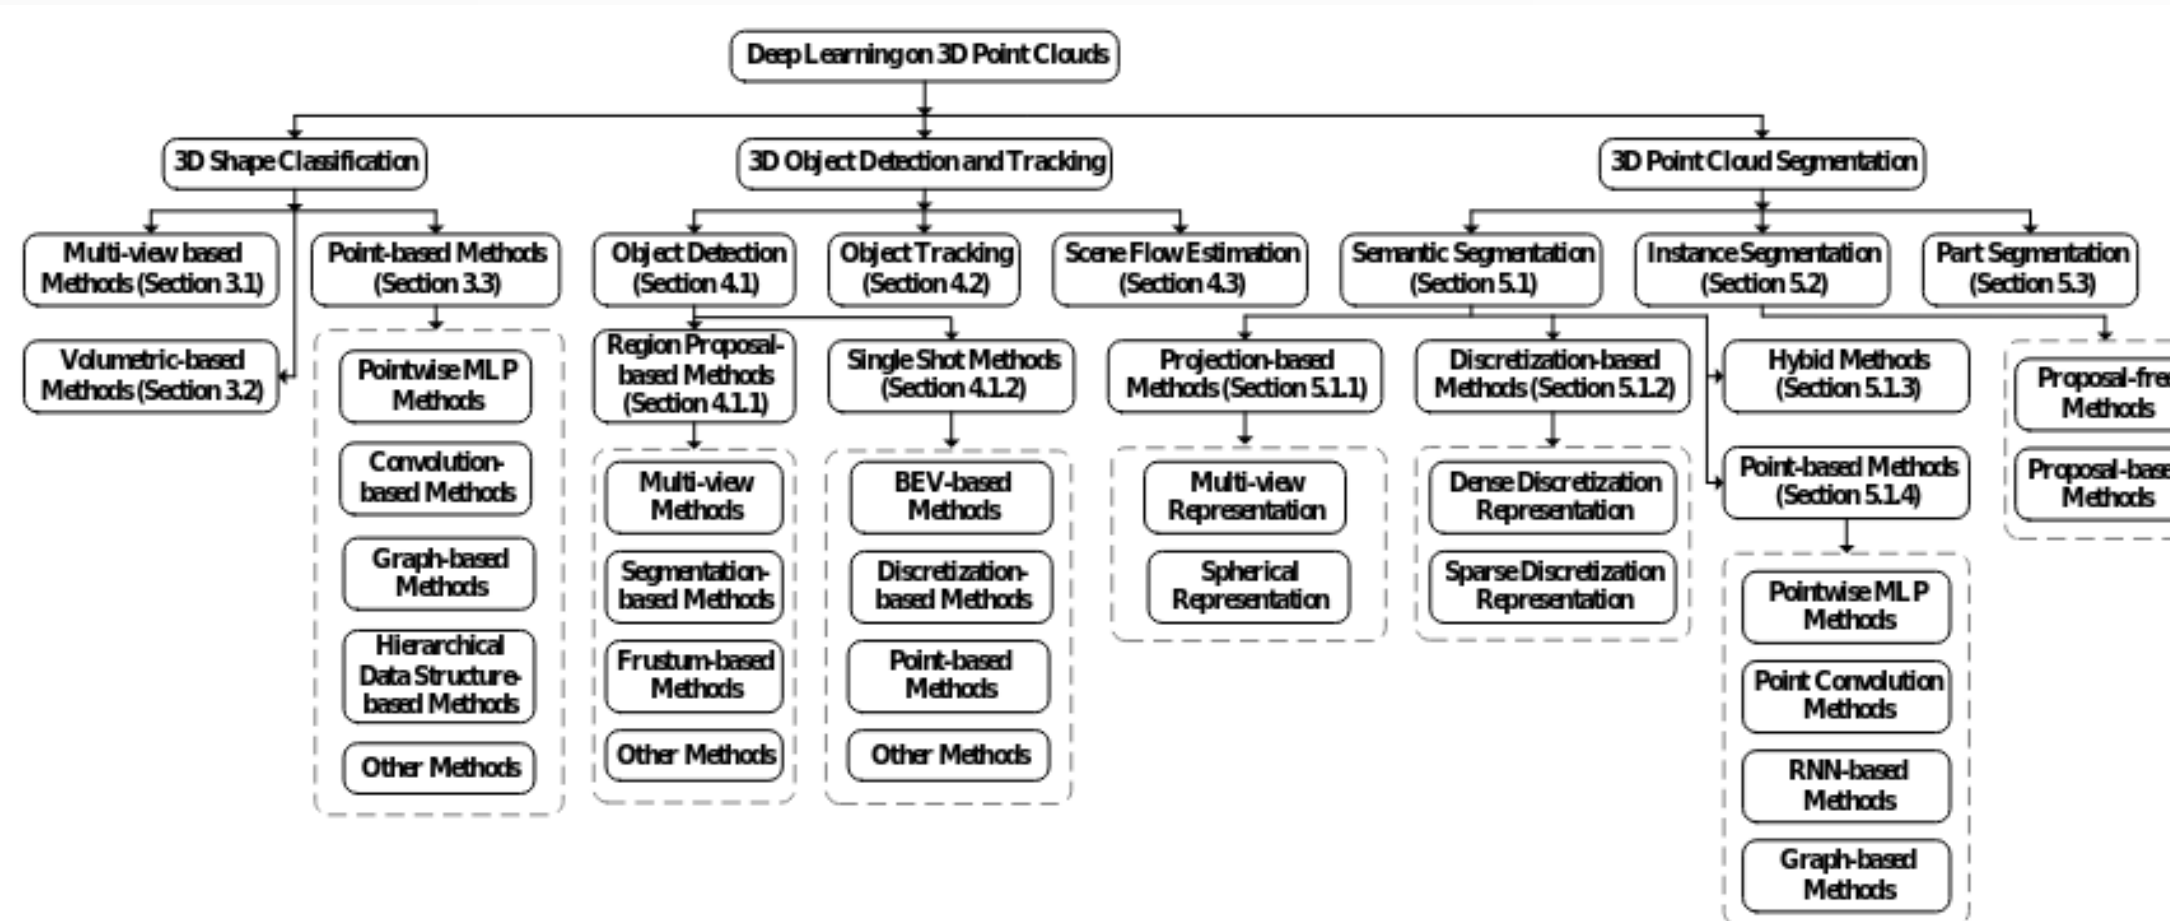 Deep Learning on 3D Point Clouds
3D Shape Classification
3D Object Detection and Tracking
3D Point Cloud Segmentation
Multi-view based
Methods (Section 3.1)
Point-based Methods
(Section 3.3)
Object Detection
(Section 4.1)
Object Tracking
(Section 4.2)
Scene Flow Estimation
(Section 4.3)
Semantic Segmentation
(Section 5.1)
Instance Segmentation
(Section 5.2)
Part Segmentation
(Section 5.3)
Volumetric-based
Methods (Section 3.2)
Pointwise MLP
Methods
Convolution-
based Methods
Graph-based
Methods
Hierarchical
Data Structure-
based Methods
Other Methods
Region Proposal-
based Methods
(Section 4.1.1)
Multi-view
Methods
Segmentation-
based Methods
Frustum-based
Methods
Other Methods
Single Shot Methods
(Section 4.1.2)
BEV-based
Methods
Discretization-
based Methods
Point-based
Methods
Other Methods
Projection-based
Methods (Section 5.1.1)
Multi-view
Representation
Spherical
Representation
Discretization-based
Methods (Section 5.1.2)
Dense Discretization
Representation
Sparse Discretization
Representation
Hybid Methods
(Section 5.1.3)
Point-based Methods
(Section 5.1.4)
Pointwise MLP
Methods
Point Convolution
Methods
RNN-based
Methods
Graph-based
Methods
Proposal-fre
Methods
Proposal-base
Methods